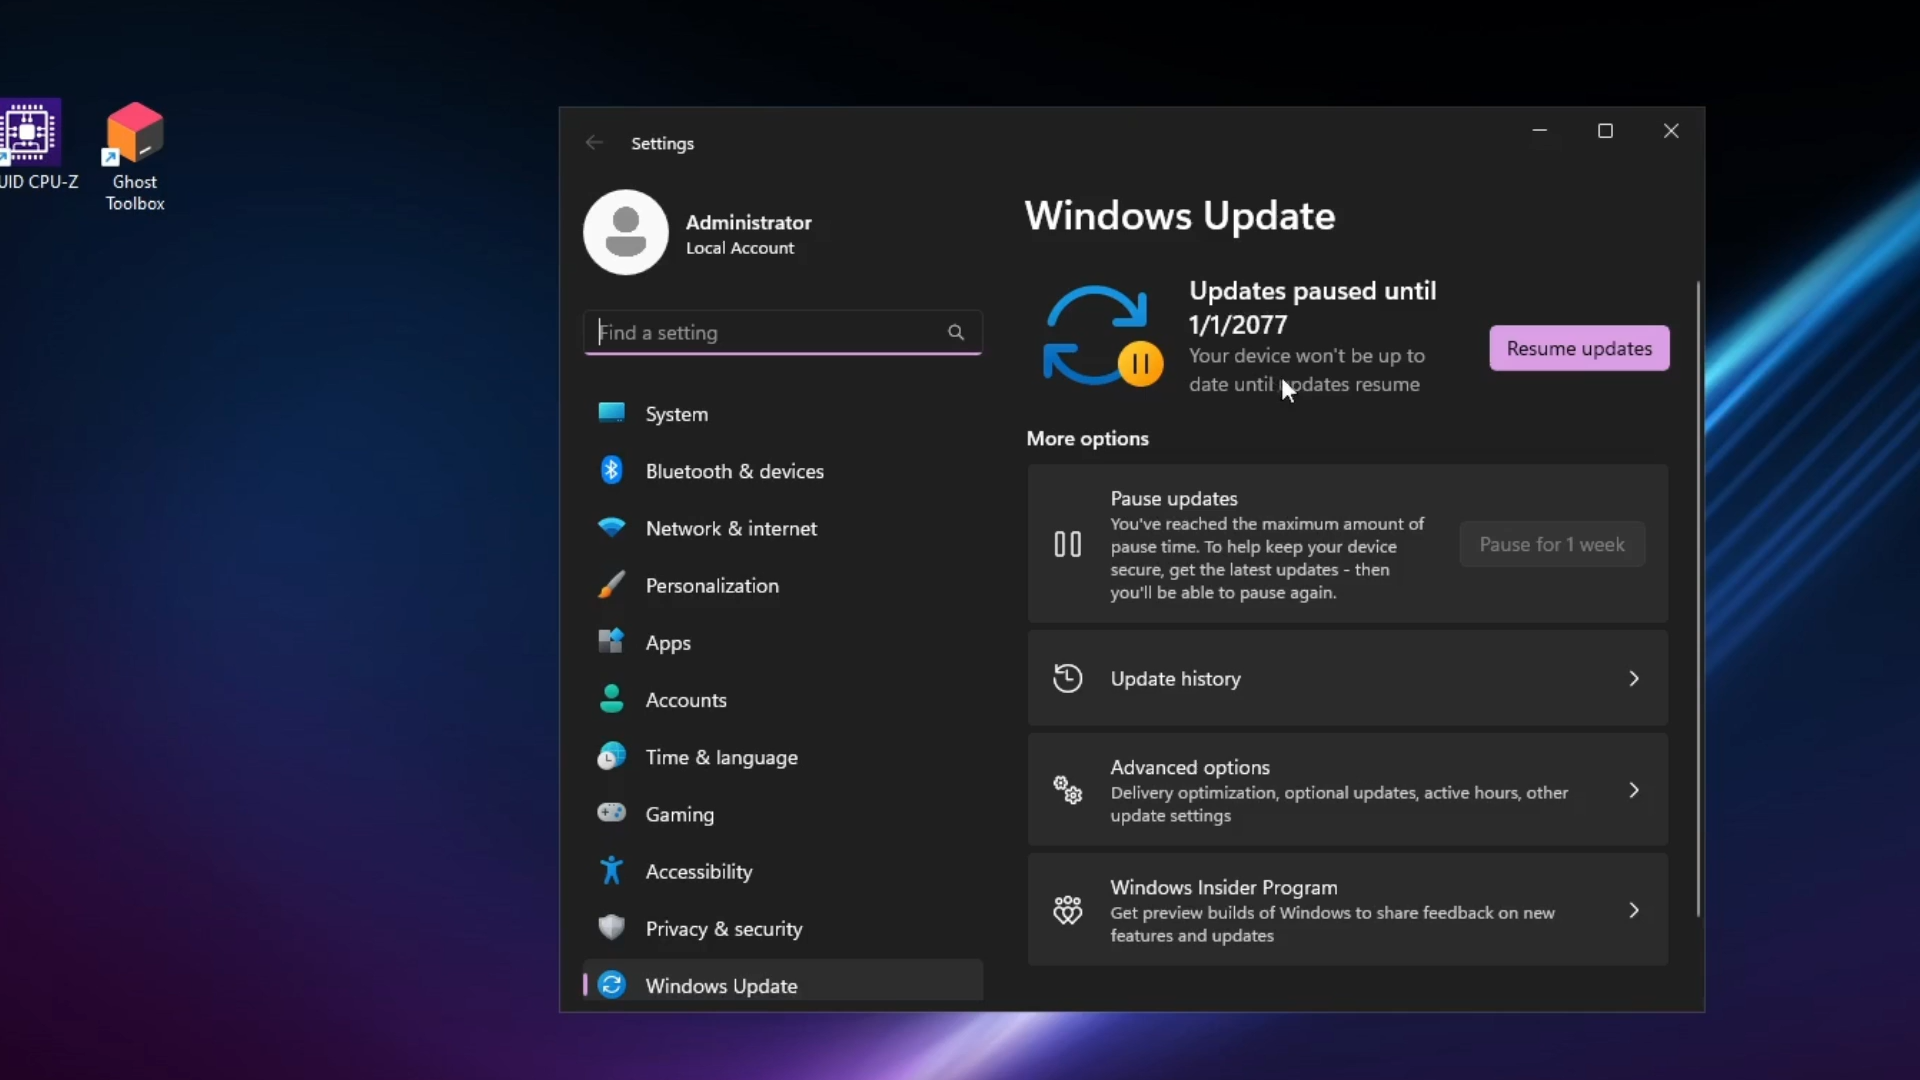 UID CPU-Z
Ghost
Toolbox
Settings
Administrator
Local Account
Find a setting
System
Bluetooth & devices
Network & internet
Personalization
Apps
Accounts
Time & language
Gaming
Accessibility
Privacy & security
Windows Update
Windows Update
Updates paused until
1/1/2077
Your device won't be up to
date until updates resume
Resume updates
More options
Pause updates
You've reached the maximum amount of
pause time. To help keep your device
secure, get the latest updates - then
you'll be able to pause again.
Pause for 1 week
Update history
Advanced options
Delivery optimization, optional updates, active hours, other
update settings
Windows Insider Program
Get preview builds of Windows to share feedback on new
features and updates